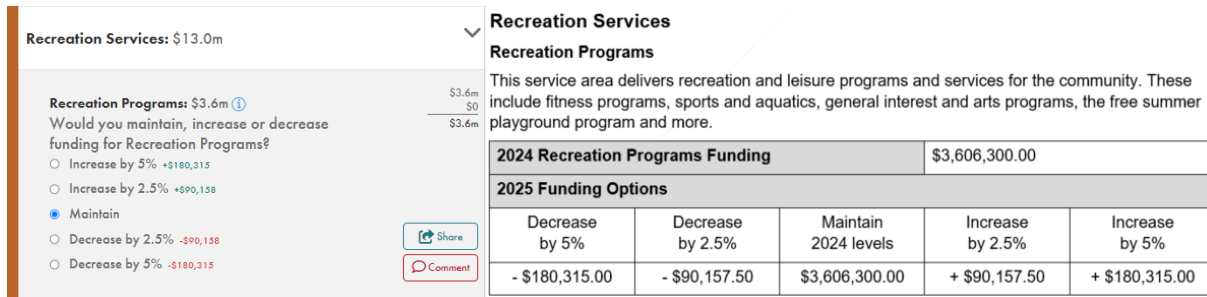 Recreation Services: $13.0m
Recreation Programs: $3.6m
Would you maintain, increase or decrease
funding for Recreation Programs?
$3.6m
$0
$3.6m
Increase by 5% +$180,315
Increase by 2.5% +$90,158
Maintain
Decrease by 2.5% -$90,158
Decrease by 5% -$180,315
Share
Comment
Recreation Services
Recreation Programs
This service area delivers recreation and leisure programs and services for the community. These
include fitness programs, sports and aquatics, general interest and arts programs, the free summer
playground program and more.
2024 Recreation Programs Funding $3,606,300.00
2025 Funding Options
Decrease Decrease Maintain Increase Increase
by 5% by 2.5% 2024 levels by 2.5% by 5%
- $180,315.00 - $90,157.50 $3,606,300.00 + $90,157.50 + $180,315.00